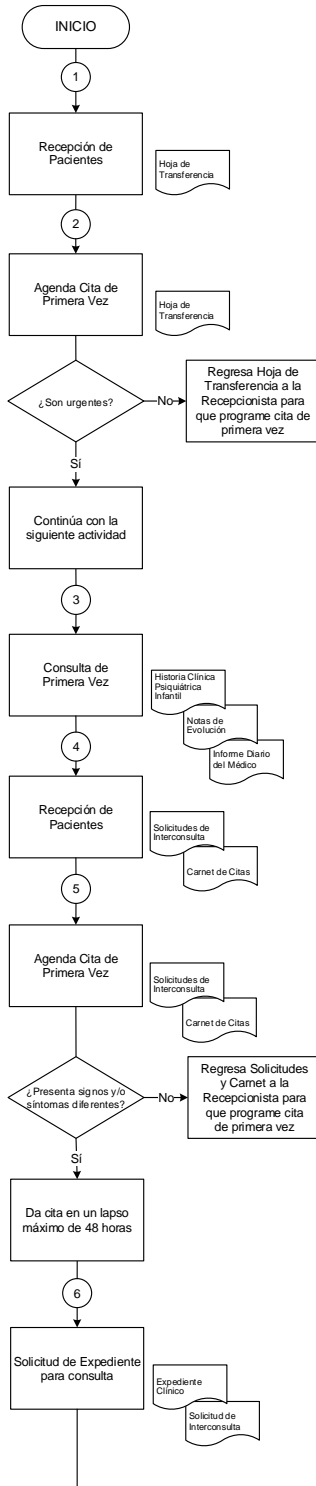 INICIO
1
Recepción de
Pacientes
Hoja de
Transferencia
2
Agenda Cita de
Primera Vez
Hoja de
Transferencia
¿Son urgentes?
No
Regresa Hoja de
Transferencia a la
Recepcionista para
que programe cita de
primera vez
Sí
Continúa con la
siguiente actividad
3
Consulta de
Primera Vez
Historia Clínica
Psiquiátrica
Infantil
Notas de
Evolución
Informe Diario
del Médico
4
Recepción de
Pacientes
Solicitudes de
Interconsulta
Carnet de Citas
5
Agenda Cita de
Primera Vez
Solicitudes de
Interconsulta
Carnet de Citas
¿Presenta signos y/o
síntomas diferentes?
No
Regresa Solicitudes
y Carnet a la
Recepcionista para
que programe cita
de primera vez
Sí
Da cita en un lapso
máximo de 48 horas
6
Solicitud de Expediente
para consulta
Expediente
Clínico
Solicitud de
Interconsulta